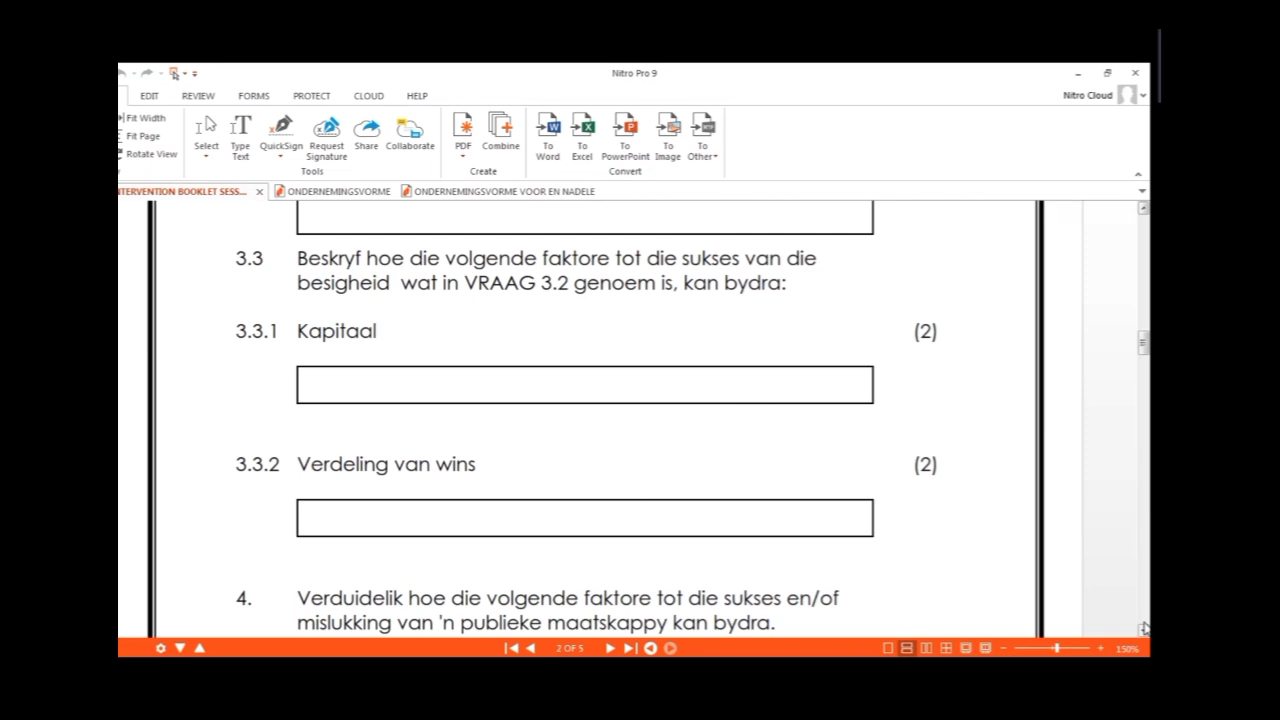 Nitro Pro 9
EDIT REVIEW FORMS PROTECT CLOUD HELP
Nitro Cloud
Fit Width
Fit Page
Rotate View
Select
Type Text
QuickSign
Request Signature
Share
Collaborate
Tools
PDF
Combine
Create
To Word
To Excel
To PowerPoint
To Image
To Other
Convert
NTERVENTION BOOKLET SESS... ONDERNEMINGSVORME ONDERNEMINGSVORME VOOR EN NADELE
3.3 Beskryf hoe die volgende faktore tot die sukses van die
besigheid wat in VRAAG 3.2 genoem is, kan bydra:
3.3.1 Kapitaal (2)
3.3.2 Verdeling van wins (2)
4. Verduidelik hoe die volgende faktore tot die sukses en/of
mislukking van 'n publieke maatskappy kan bydra.
2 OF 5
150%